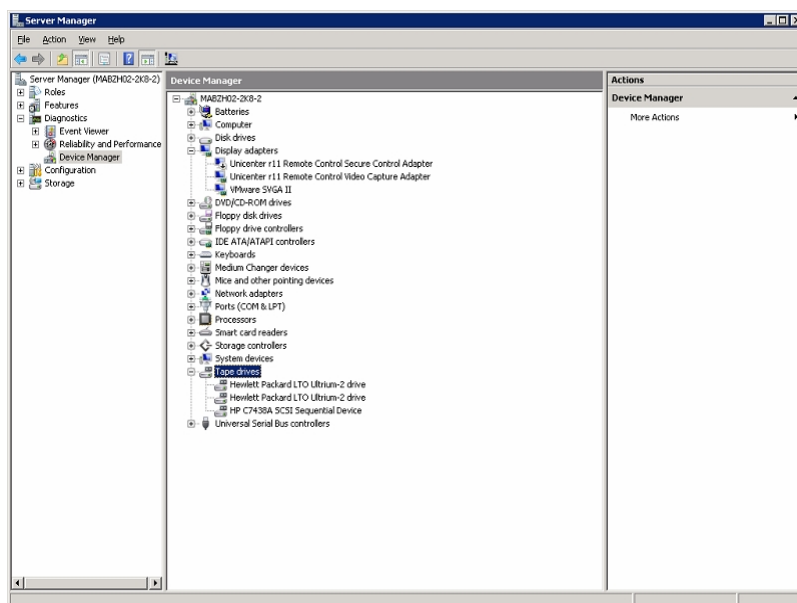 Server Manager
File Action View Help
Server Manager (MABZH02-2K8-2)
Roles
Features
Diagnostics
Event Viewer
Reliability and Performance
Device Manager
Configuration
Storage
Device Manager
MABZH02-2K8-2
Batteries
Computer
Disk drives
Display adapters
Unicenter r11 Remote Control Secure Control Adapter
Unicenter r11 Remote Control Video Capture Adapter
VMware SVGA II
DVD/CD-ROM drives
Floppy disk drives
Floppy drive controllers
IDE ATA/ATAPI controllers
Keyboards
Medium Changer devices
Mice and other pointing devices
Network adapters
Ports (COM & LPT)
Processors
Smart card readers
Storage controllers
System devices
Tape drives
Hewlett Packard LTO Ultrium-2 drive
Hewlett Packard LTO Ultrium-2 drive
HP C7438A SCSI Sequential Device
Universal Serial Bus controllers
Actions
Device Manager
More Actions